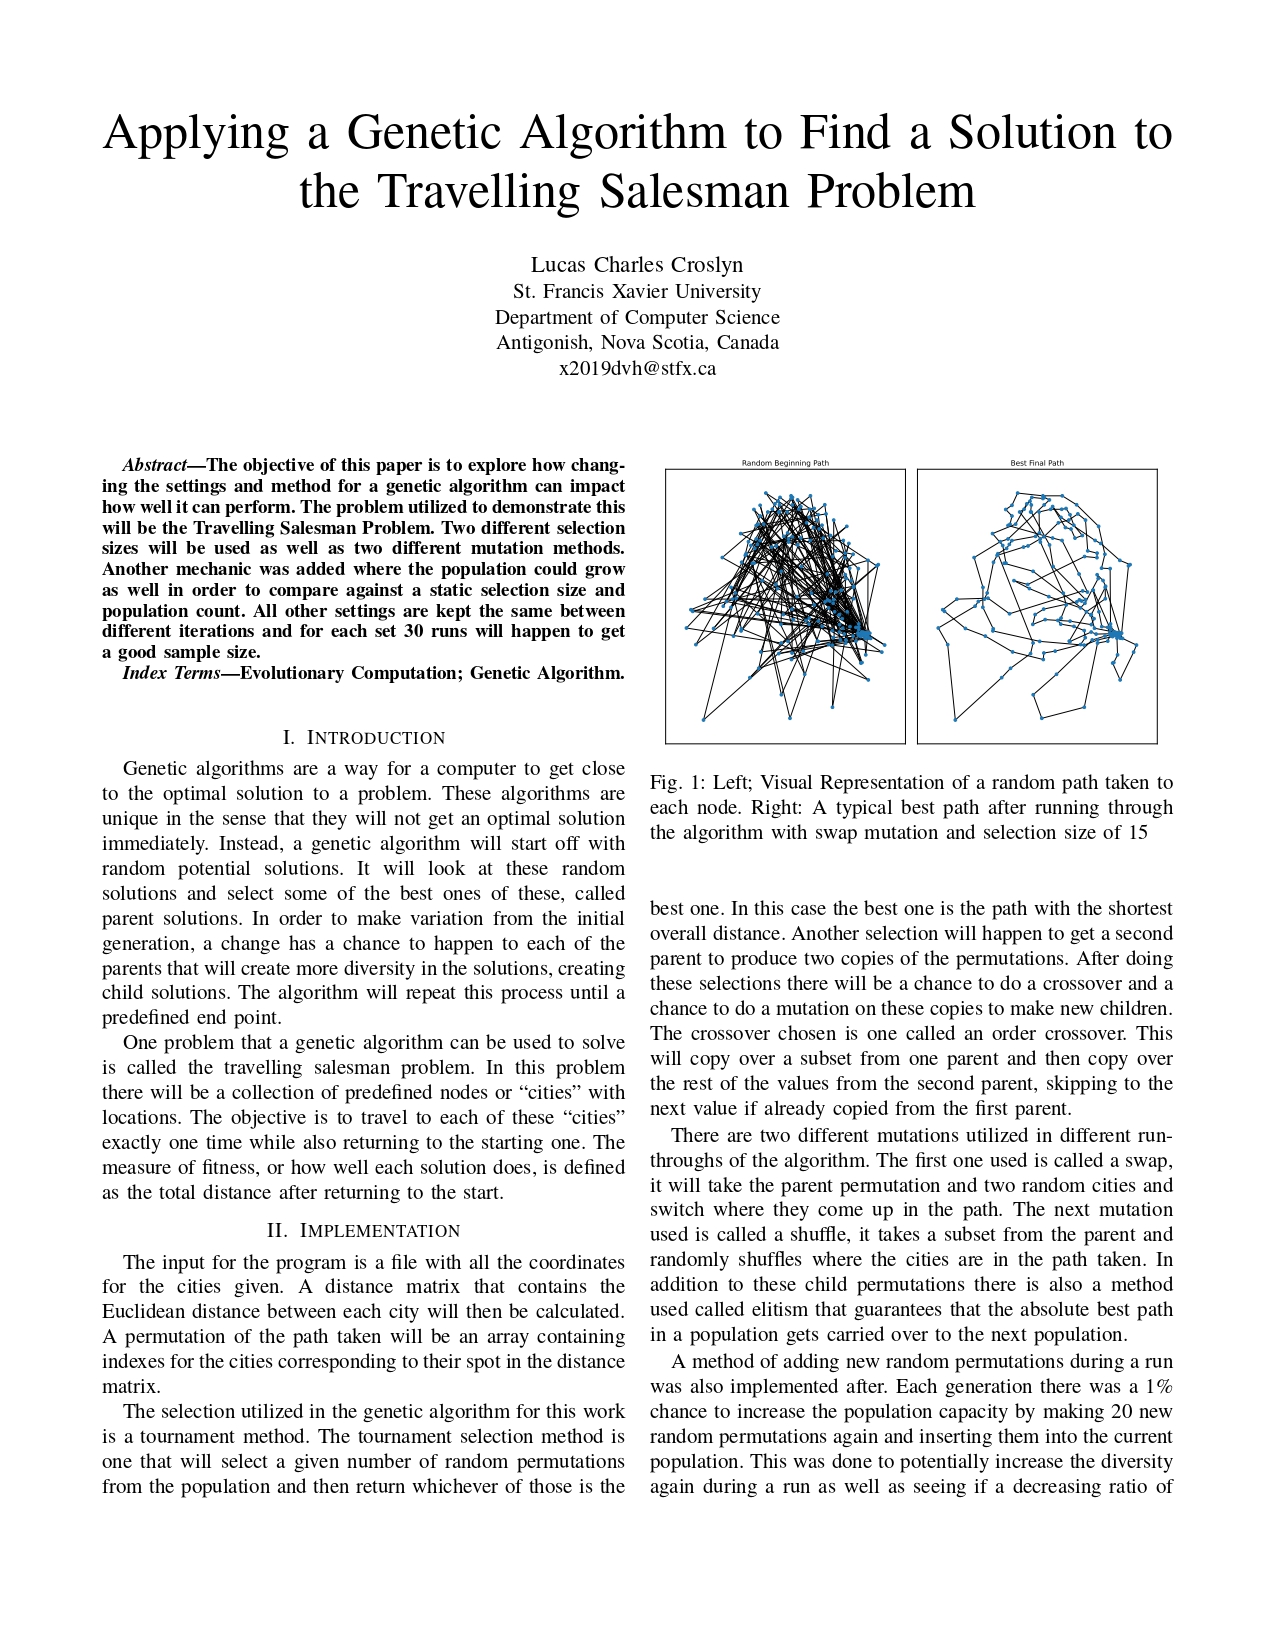 Applying a Genetic Algorithm to Find a Solution to
the Travelling Salesman Problem
Lucas Charles Croslyn
St. Francis Xavier University
Department of Computer Science
Antigonish, Nova Scotia, Canada
x2019dvh@stfx.ca
Abstract—The objective of this paper is to explore how chang-
ing the settings and method for a genetic algorithm can impact
how well it can perform. The problem utilized to demonstrate this
will be the Travelling Salesman Problem. Two different selection
sizes will be used as well as two different mutation methods.
Another mechanic was added where the population could grow
as well in order to compare against a static selection size and
population count. All other settings are kept the same between
different iterations and for each set 30 runs will happen to get
a good sample size.
Index Terms—Evolutionary Computation; Genetic Algorithm.
I. INTRODUCTION
Genetic algorithms are a way for a computer to get close
to the optimal solution to a problem. These algorithms are
unique in the sense that they will not get an optimal solution
immediately. Instead, a genetic algorithm will start off with
random potential solutions. It will look at these random
solutions and select some of the best ones of these, called
parent solutions. In order to make variation from the initial
generation, a change has a chance to happen to each of the
parents that will create more diversity in the solutions, creating
child solutions. The algorithm will repeat this process until a
predefined end point.
One problem that a genetic algorithm can be used to solve
is called the travelling salesman problem. In this problem
there will be a collection of predefined nodes or “cities” with
locations. The objective is to travel to each of these “cities”
exactly one time while also returning to the starting one. The
measure of fitness, or how well each solution does, is defined
as the total distance after returning to the start.
II. IMPLEMENTATION
The input for the program is a file with all the coordinates
for the cities given. A distance matrix that contains the
Euclidean distance between each city will then be calculated.
A permutation of the path taken will be an array containing
indexes for the cities corresponding to their spot in the distance
matrix.
The selection utilized in the genetic algorithm for this work
is a tournament method. The tournament selection method is
one that will select a given number of random permutations
from the population and then return whichever of those is the
Random Beginning Path
Best Final Path
Fig. 1: Left; Visual Representation of a random path taken to
each node. Right: A typical best path after running through
the algorithm with swap mutation and selection size of 15
best one. In this case the best one is the path with the shortest
overall distance. Another selection will happen to get a second
parent to produce two copies of the permutations. After doing
these selections there will be a chance to do a crossover and a
chance to do a mutation on these copies to make new children.
The crossover chosen is one called an order crossover. This
will copy over a subset from one parent and then copy over
the rest of the values from the second parent, skipping to the
next value if already copied from the first parent.
There are two different mutations utilized in different run-
throughs of the algorithm. The first one used is called a swap,
it will take the parent permutation and two random cities and
switch where they come up in the path. The next mutation
used is called a shuffle, it takes a subset from the parent and
randomly shuffles where the cities are in the path taken. In
addition to these child permutations there is also a method
used called elitism that guarantees that the absolute best path
in a population gets carried over to the next population.
A method of adding new random permutations during a run
was also implemented after. Each generation there was a 1%
chance to increase the population capacity by making 20 new
random permutations again and inserting them into the current
population. This was done to potentially increase the diversity
again during a run as well as seeing if a decreasing ratio of